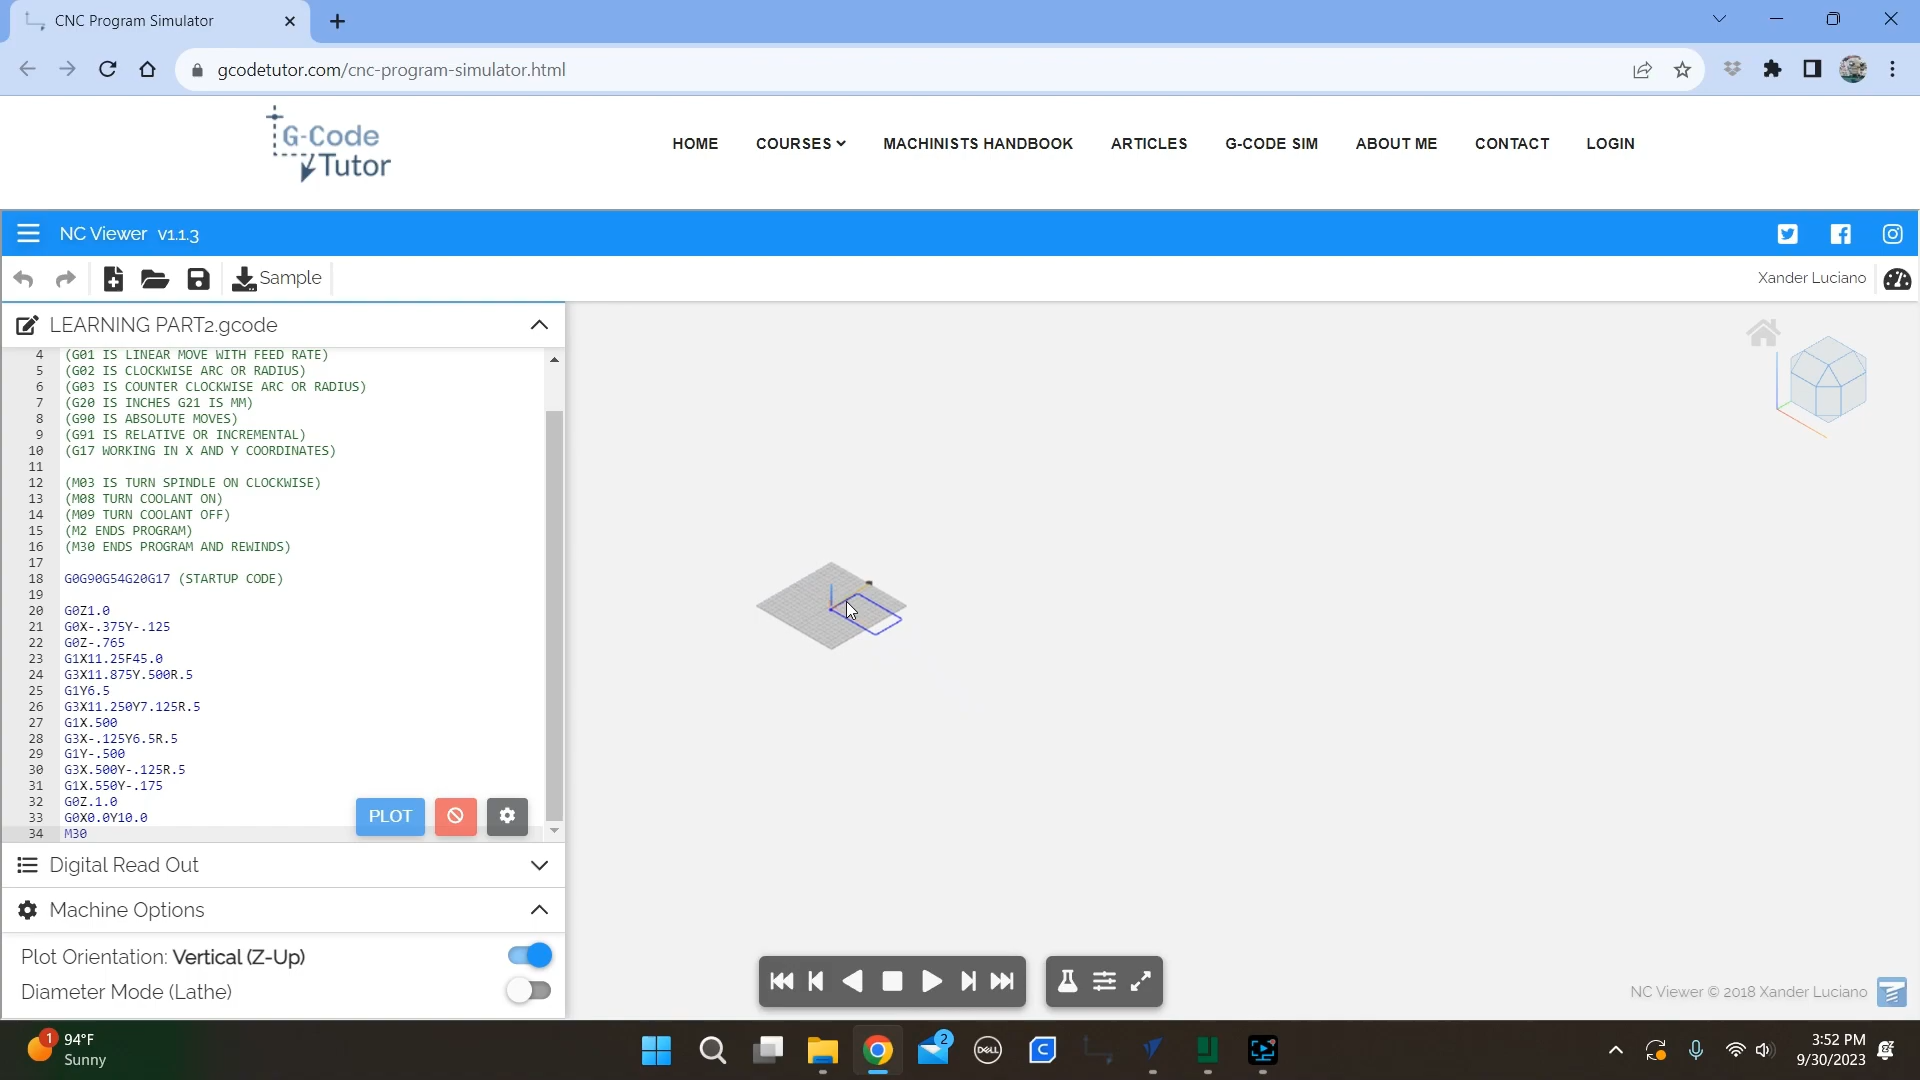 CNC Program Simulator
gcodetutor.com/cnc-program-simulator.html
G-Code
Tutor
HOME
COURSES
MACHINISTS HANDBOOK
ARTICLES
G-CODE SIM
ABOUT ME
CONTACT
LOGIN
NC Viewer v1.1.3
Sample
Xander Luciano
LEARNING PART2.gcode
4 (G01 IS LINEAR MOVE WITH FEED RATE)
5 (G02 IS CLOCKWISE ARC OR RADIUS)
6 (G03 IS COUNTER CLOCKWISE ARC OR RADIUS)
7 (G20 IS INCHES G21 IS MM)
8 (G90 IS ABSOLUTE MOVES)
9 (G91 IS RELATIVE OR INCREMENTAL)
10 (G17 WORKING IN X AND Y COORDINATES)
11
12 (M03 IS TURN SPINDLE ON CLOCKWISE)
13 (M08 TURN COOLANT ON)
14 (M09 TURN COOLANT OFF)
15 (M2 ENDS PROGRAM)
16 (M30 ENDS PROGRAM AND REWINDS)
17
18 G0G90G54G20G17 (STARTUP CODE)
19
20 G0Z1.0
21 G0X-.375Y-.125
22 G0Z-.765
23 G1X11.25F45.0
24 G3X11.875Y.500R.5
25 G1Y6.5
26 G3X11.250Y7.125R.5
27 G1X.500
28 G3X-.125Y6.5R.5
29 G1Y-.500
30 G3X.500Y-.125R.5
31 G1X.550Y-.175
32 G0Z.1.0
33 G0X0.0Y10.0
34 M30
PLOT
Digital Read Out
Machine Options
Plot Orientation: Vertical (Z-Up)
Diameter Mode (Lathe)
NC Viewer © 2018 Xander Luciano
1
94°F
Sunny
2
DELL
C
3:52 PM
9/30/2023